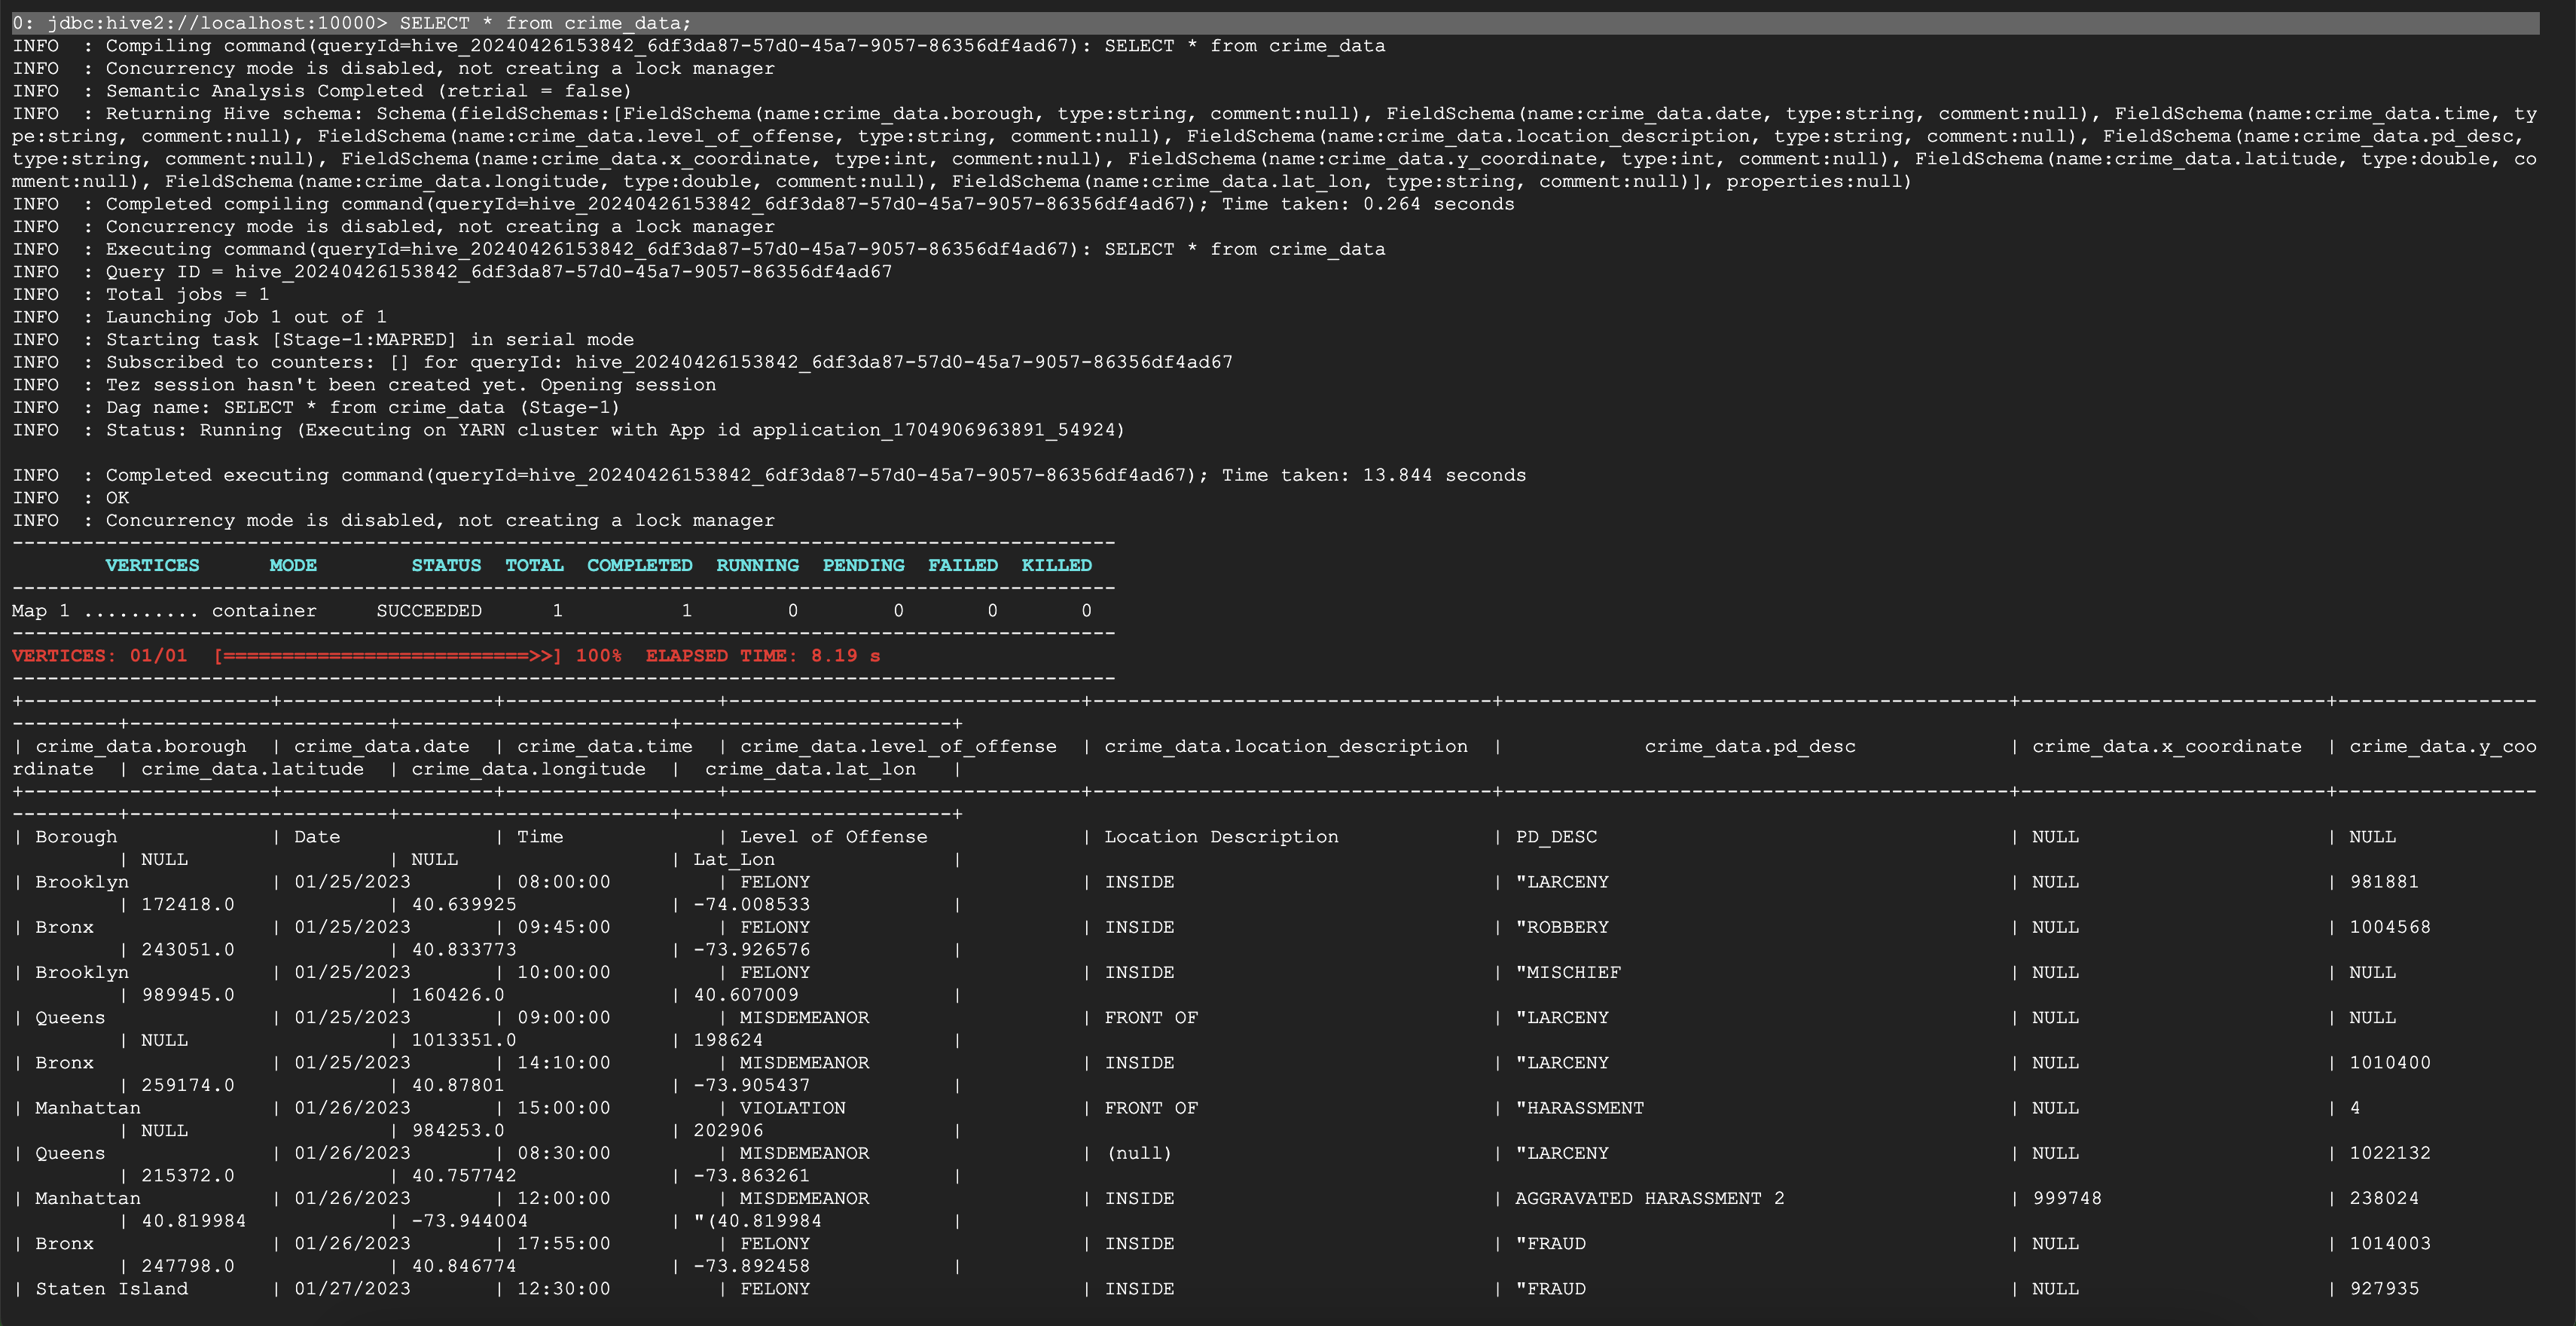 0: jdbc:hive2://localhost:10000> SELECT * from crime_data;
INFO  : Compiling command(queryId=hive_20240426153842_6df3da87-57d0-45a7-9057-86356df4ad67): SELECT * from crime_data
INFO  : Concurrency mode is disabled, not creating a lock manager
INFO  : Semantic Analysis Completed (retrial = false)
INFO  : Returning Hive schema: Schema(fieldSchemas:[FieldSchema(name:crime_data.borough, type:string, comment:null), FieldSchema(name:crime_data.date, type:string, comment:null), FieldSchema(name:crime_data.time, ty
pe:string, comment:null), FieldSchema(name:crime_data.level_of_offense, type:string, comment:null), FieldSchema(name:crime_data.location_description, type:string, comment:null), FieldSchema(name:crime_data.pd_desc,
type:string, comment:null), FieldSchema(name:crime_data.x_coordinate, type:int, comment:null), FieldSchema(name:crime_data.y_coordinate, type:int, comment:null), FieldSchema(name:crime_data.latitude, type:double, co
mment:null), FieldSchema(name:crime_data.longitude, type:double, comment:null), FieldSchema(name:crime_data.lat_lon, type:string, comment:null)], properties:null)
INFO  : Completed compiling command(queryId=hive_20240426153842_6df3da87-57d0-45a7-9057-86356df4ad67); Time taken: 0.264 seconds
INFO  : Concurrency mode is disabled, not creating a lock manager
INFO  : Executing command(queryId=hive_20240426153842_6df3da87-57d0-45a7-9057-86356df4ad67): SELECT * from crime_data
INFO  : Query ID = hive_20240426153842_6df3da87-57d0-45a7-9057-86356df4ad67
INFO  : Total jobs = 1
INFO  : Launching Job 1 out of 1
INFO  : Starting task [Stage-1:MAPRED] in serial mode
INFO  : Subscribed to counters: [] for queryId: hive_20240426153842_6df3da87-57d0-45a7-9057-86356df4ad67
INFO  : Tez session hasn't been created yet. Opening session
INFO  : Dag name: SELECT * from crime_data (Stage-1)
INFO  : Status: Running (Executing on YARN cluster with App id application_1704906963891_54924)
INFO  : Completed executing command(queryId=hive_20240426153842_6df3da87-57d0-45a7-9057-86356df4ad67); Time taken: 13.844 seconds
INFO  : OK
INFO  : Concurrency mode is disabled, not creating a lock manager
VERTICES MODE STATUS TOTAL COMPLETED RUNNING PENDING FAILED KILLED
Map 1 .......... container SUCCEEDED 1 1 0 0 0 0
VERTICES: 01/01 [==========================>>] 100% ELAPSED TIME: 8.19 s
| crime_data.borough | crime_data.date | crime_data.time | crime_data.level_of_offense | crime_data.location_description | crime_data.pd_desc | crime_data.x_coordinate | crime_data.y_coo
rdinate | crime_data.latitude | crime_data.longitude | crime_data.lat_lon |
| Borough | Date | Time | Level of Offense | Location Description | PD_DESC | NULL | NULL
| NULL | NULL | Lat_Lon |
| Brooklyn | 01/25/2023 | 08:00:00 | FELONY | INSIDE | "LARCENY | NULL | 981881
| 172418.0 | 40.639925 | -74.008533 |
| Bronx | 01/25/2023 | 09:45:00 | FELONY | INSIDE | "ROBBERY | NULL | 1004568
| 243051.0 | 40.833773 | -73.926576 |
| Brooklyn | 01/25/2023 | 10:00:00 | FELONY | INSIDE | "MISCHIEF | NULL | NULL
| 989945.0 | 160426.0 | 40.607009 |
| Queens | 01/25/2023 | 09:00:00 | MISDEMEANOR | FRONT OF | "LARCENY | NULL | NULL
| NULL | 1013351.0 | 198624 |
| Bronx | 01/25/2023 | 14:10:00 | MISDEMEANOR | INSIDE | "LARCENY | NULL | 1010400
| 259174.0 | 40.87801 | -73.905437 |
| Manhattan | 01/26/2023 | 15:00:00 | VIOLATION | FRONT OF | "HARASSMENT | NULL | 4
| NULL | 984253.0 | 202906 |
| Queens | 01/26/2023 | 08:30:00 | MISDEMEANOR | (null) | "LARCENY | NULL | 1022132
| 215372.0 | 40.757742 | -73.863261 |
| Manhattan | 01/26/2023 | 12:00:00 | MISDEMEANOR | INSIDE | AGGRAVATED HARASSMENT 2 | 999748 | 238024
| 40.819984 | -73.944004 | "(40.819984 |
| Bronx | 01/26/2023 | 17:55:00 | FELONY | INSIDE | "FRAUD | NULL | 1014003
| 247798.0 | 40.846774 | -73.892458 |
| Staten Island | 01/27/2023 | 12:30:00 | FELONY | INSIDE | "FRAUD | NULL | 927935